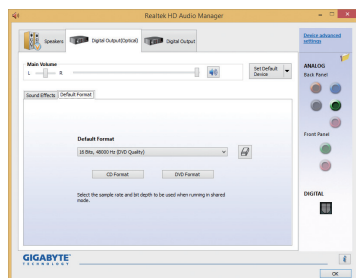 Realtek HD Audio Manager
Speakers
Digital Output(Optical)
Digital Output
Device advanced
settings
Main Volume
L
R
Set Default
Device
ANALOG
Back Panel
Sound Effects
Default Format
Default Format
16 Bits, 48000 Hz (DVD Quality)
CD Format
DVD Format
Select the sample rate and bit depth to be used when running in shared
mode.
Front Panel
DIGITAL
GIGABYTE
TECHNOLOGY
i
OK